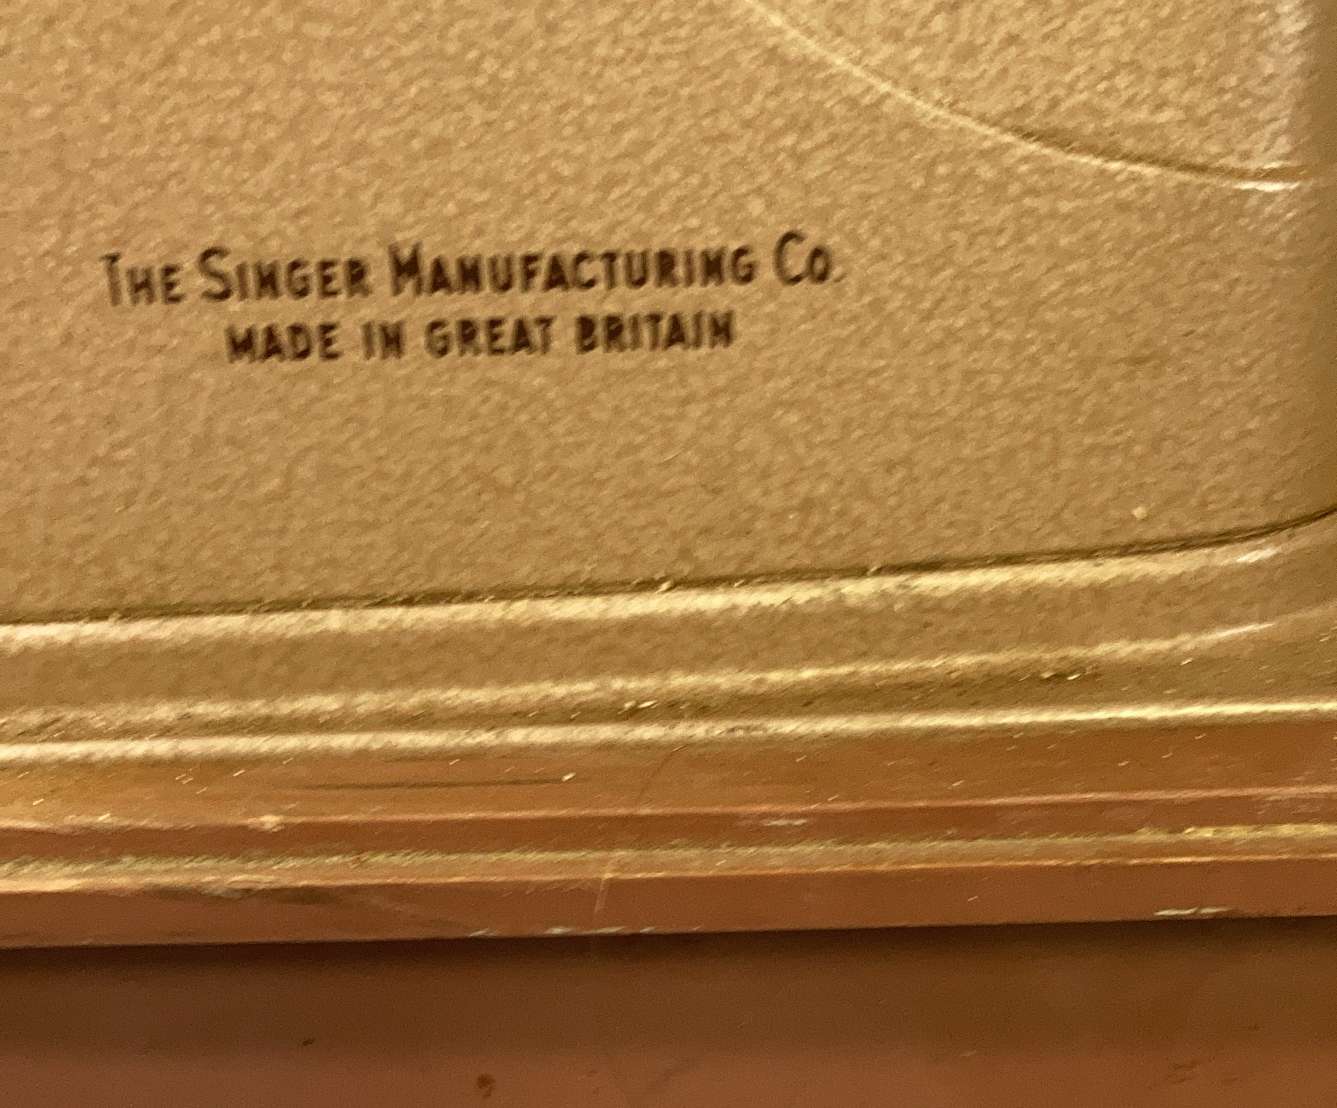 The Singer Manufacturing Co.
MADE IN GREAT BRITAIN